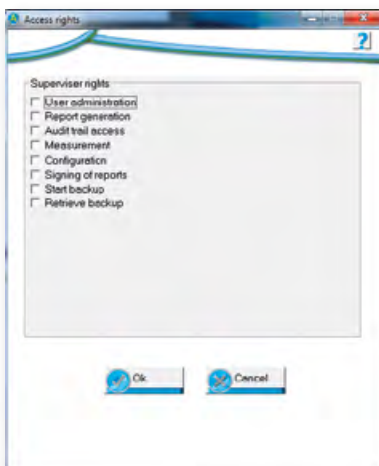 Access rights
?
Superviser rights
User administration
Report generation
Audit trail access
Measurement
Configuration
Signing of reports
Start backup
Retrieve backup
Ok
Cancel